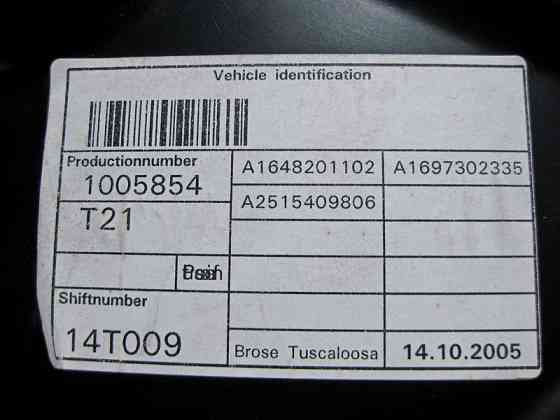 Vehicle identification
Productionnumber
1005854
A1648201102
A1697302335
T21
A2515409806
Shiftnumber
14T009
Brose Tuscaloosa
14.10.2005